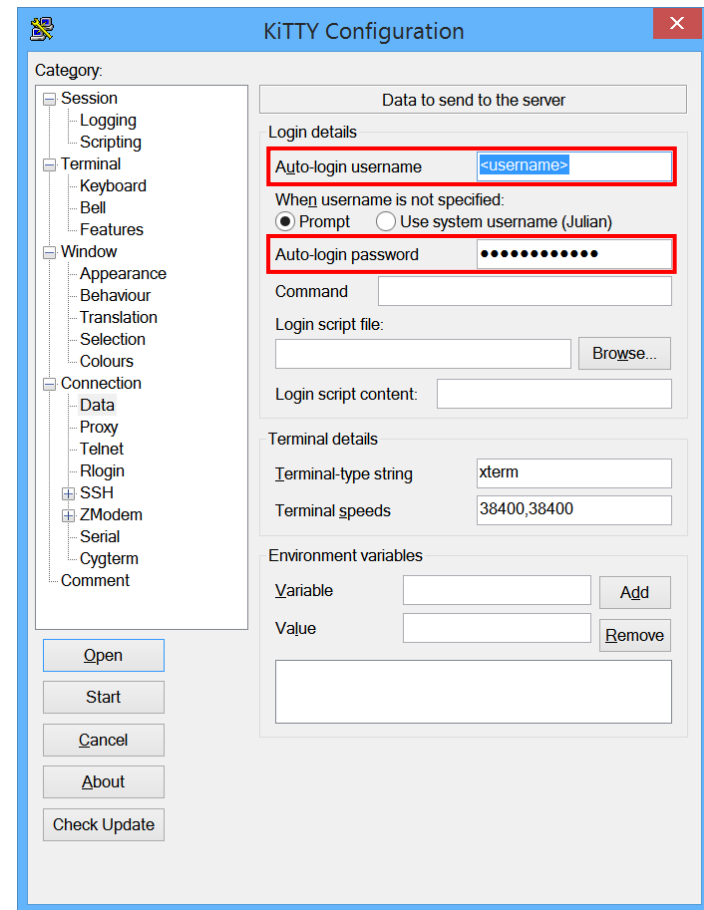 KiTTY Configuration
Category:
Session
Logging
Scripting
Terminal
Keyboard
Bell
Features
Window
Appearance
Behaviour
Translation
Selection
Colours
Connection
Data
Proxy
Telnet
Rlogin
SSH
ZModem
Serial
Cygterm
Comment
Open
Start
Cancel
About
Check Update
Data to send to the server
Login details
Auto-login username <username>
When username is not specified:
Prompt Use system username (Julian)
Auto-login password ●●●●●●●●●●●●
Command
Login script file:
Browse...
Login script content:
Terminal details
Terminal-type string xterm
Terminal speeds 38400,38400
Environment variables
Variable Add
Value Remove